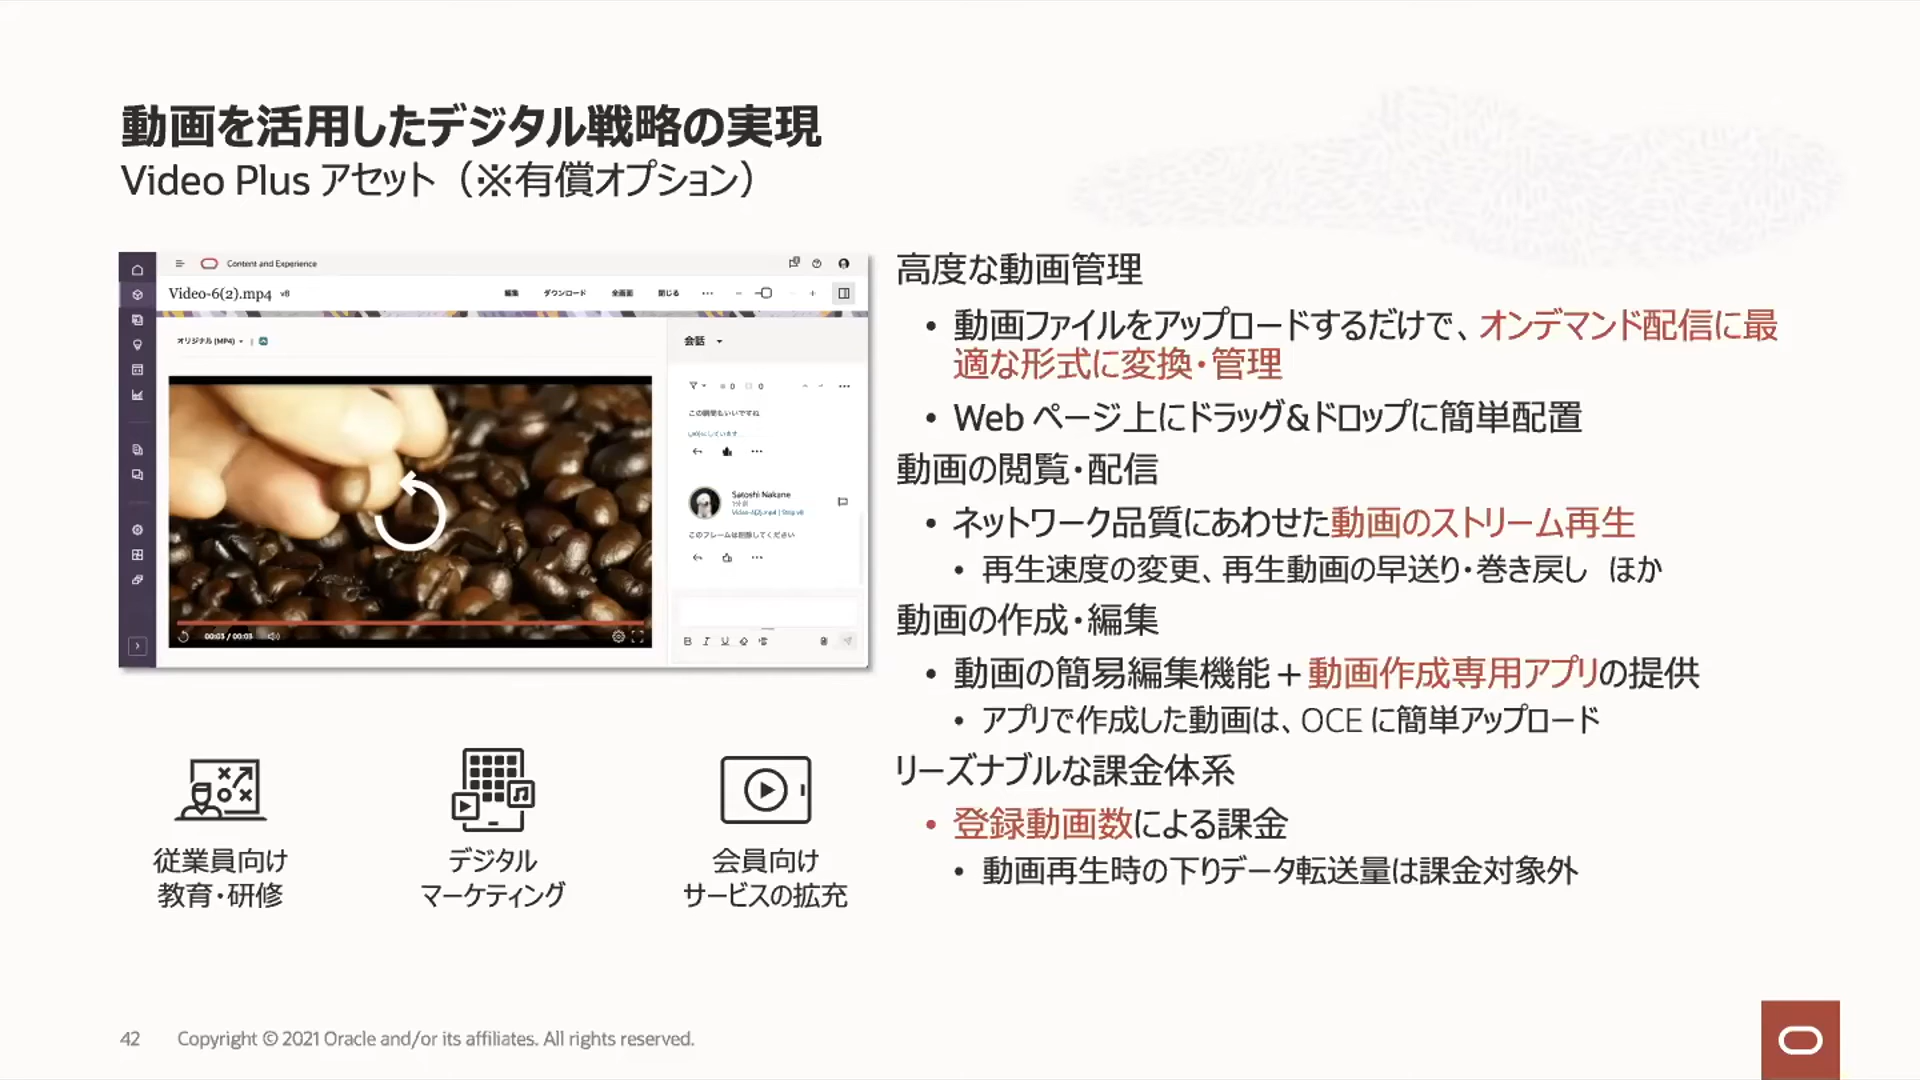 動画を活用したデジタル戦略の実現
Video Plus アセット（※有償オプション）
Content and Experience
Video-6(2).mp4 v8
編集 ダウンロード 全画面 閉じる
オリジナル (MP4)
会話
0 0
この瞬間もいいですね
Satoshi Nakane
1分前
Video-6(2).mp4 | Stop v8
このフレームは削除してください
00:03 / 00:03
B I U
従業員向け
教育・研修
デジタル
マーケティング
会員向け
サービスの拡充
高度な動画管理
• 動画ファイルをアップロードするだけで、オンデマンド配信に最
適な形式に変換・管理
• Web ページ上にドラッグ&ドロップに簡単配置
動画の閲覧・配信
• ネットワーク品質にあわせた動画のストリーム再生
• 再生速度の変更、再生動画の早送り・巻き戻し ほか
動画の作成・編集
• 動画の簡易編集機能＋動画作成専用アプリの提供
• アプリで作成した動画は、OCE に簡単アップロード
リーズナブルな課金体系
• 登録動画数による課金
• 動画再生時の下りデータ転送量は課金対象外
42 Copyright © 2021 Oracle and/or its affiliates. All rights reserved.